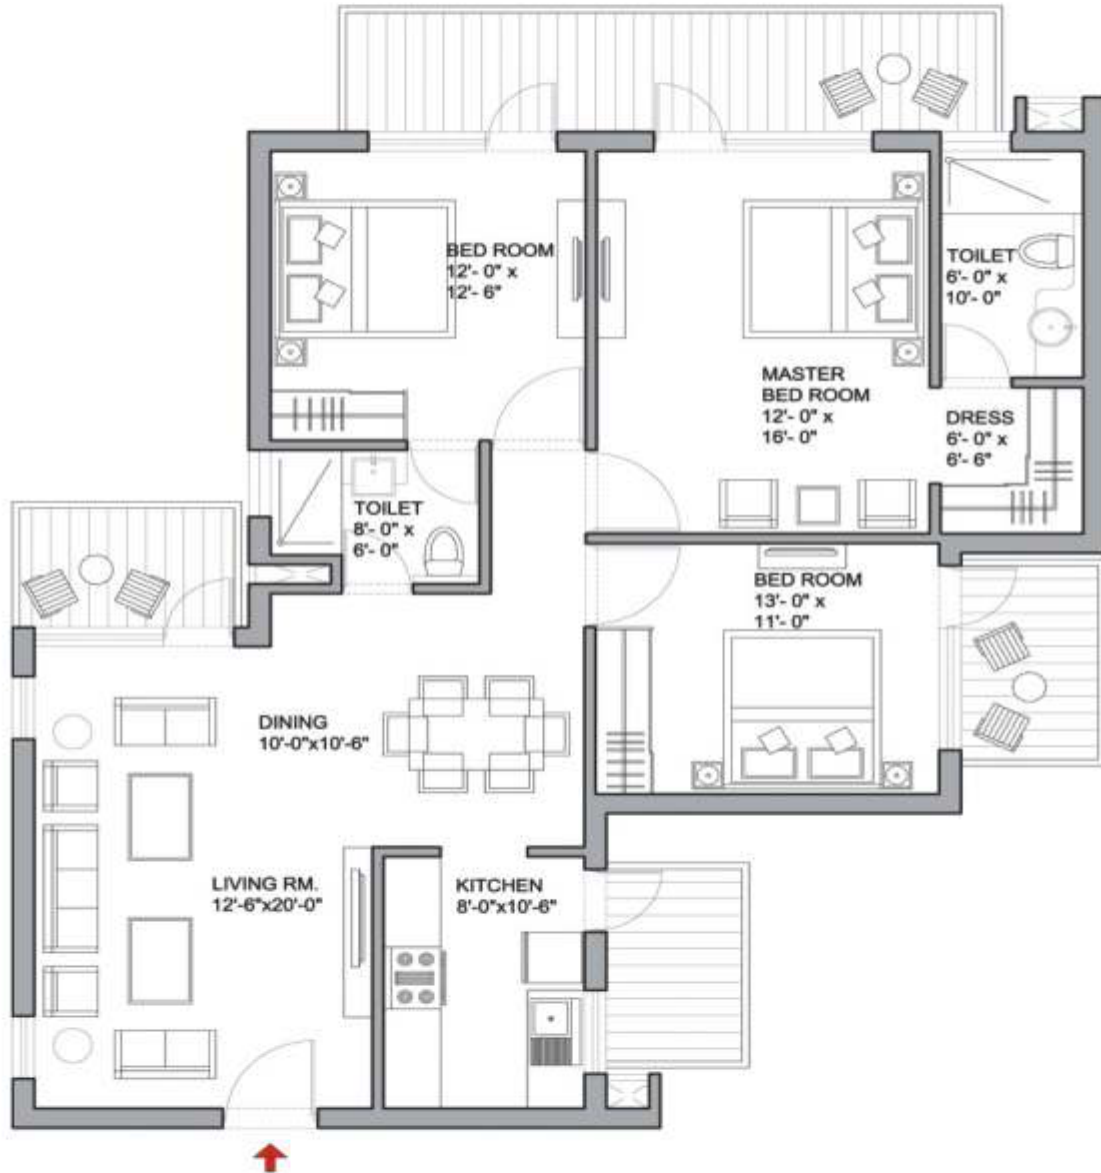 BED ROOM
12'- 0" x
12'- 6"
TOILET
6'- 0" x
10'- 0"
MASTER
BED ROOM
12'- 0" x
16'- 0"
DRESS
6'- 0" x
6'- 6"
TOILET
8'- 0" x
6'- 0"
BED ROOM
13'- 0" x
11'- 0"
DINING
10'-0"x10'-6"
LIVING RM.
12'-6"x20'-0"
KITCHEN
8'-0"x10'-6"